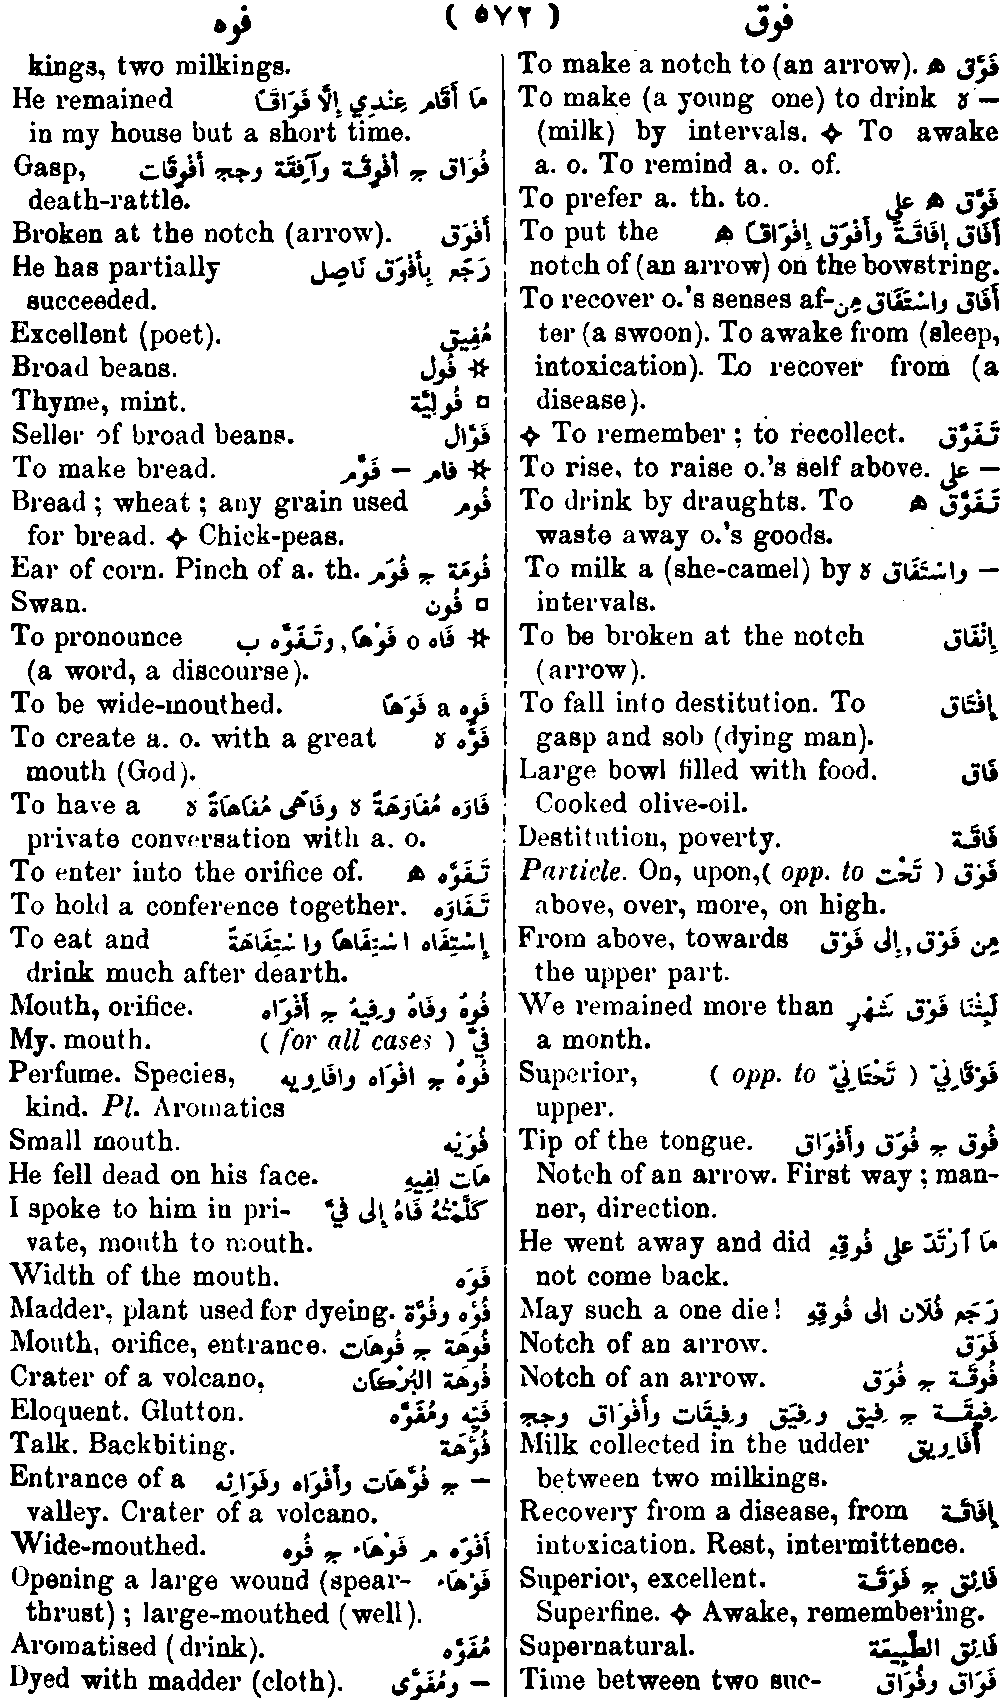 فوق
( ٥٧٢ )
فوه
To make a notch to (an arrow). فَوَّق ه
To make (a young one) to drink ـ ه
(milk) by intervals. ✧ To awake
a. o. To remind a. o. of.
To prefer a. th. to. فَوَّق ه على
To put the أَفَاق إِفَاقَةً وأَفْوَق إِفْوَاقًا ه
notch of (an arrow) on the bowstring.
To recover o.'s senses af- أَفَاق واسْتَفَاق مِن
ter (a swoon). To awake from (sleep,
intoxication). To recover from (a
disease).
✧ To remember ; to recollect. تَفَوَّق
To rise, to raise o.'s self above. — على
To drink by draughts. To تَفَوَّق ه
waste away o.'s goods.
To milk a (she-camel) by — واسْتَفَاق ه
intervals.
To be broken at the notch إِنْفَاق
(arrow).
To fall into destitution. To إِفْتَاق
gasp and sob (dying man).
Large bowl filled with food. فَاق
Cooked olive-oil.
Destitution, poverty. فَاقَة
Particle. On, upon, ( opp. to تَحْت ) فَوْق
above, over, more, on high.
From above, towards مِن فَوْق, إِلى فَوْق
the upper part.
We remained more than لَبِثْنَا فَوْق شَهْرٍ
a month.
Superior, ( opp. to تَحْتَانِيّ ) فَوْقَانِيّ
upper.
Tip of the tongue. فُوق ج فُوَق وأَفْوَاق
Notch of an arrow. First way ; man-
ner, direction.
He went away and did مَا ٱرْتَدَّ على فُوقِهِ
not come back.
May such a one die! رَجَع فُلَان الى فُوقِهِ
Notch of an arrow. فَوَق
Notch of an arrow. فُوقَة ج فُوَق
فِيقَة ج فِيق وفِيَق وفِيقَات وأَفْوَاق وجج
Milk collected in the udder أَفَاوِيق
between two milkings.
Recovery from a disease, from إِفَاقَة
intoxication. Rest, intermittence.
Superior, excellent. فَائِق ج فَوَقَة
Superfine. ✧ Awake, remembering.
Supernatural. فَائِق الطَّبِيعَة
Time between two suc- فَوَاق وفُوَاق
kings, two milkings.
He remained مَا أَقَام عِنْدِي إِلَّا فَوَاقًا
in my house but a short time.
Gasp, فُوَاق ج أَفْوِقَة وآفِقَة وجج أَفْوِقَات
death-rattle.
Broken at the notch (arrow). أَفْوَق
He has partially رَجَع بِأَفْوَق نَاصِل
succeeded.
Excellent (poet). مُفِيق
Broad beans. ✲ فُول
Thyme, mint. ▫ فُولِيَّة
Seller of broad beans. فَوَّال
To make bread. ✲ فام — فَوَّم
Bread ; wheat ; any grain used فُوم
for bread. ✧ Chick-peas.
Ear of corn. Pinch of a. th. فُومَة ج فُوَم
Swan. ▫ فُون
To pronounce ✲ فَاه o فَوْهًا, وتَفَوَّه ب
(a word, a discourse).
To be wide-mouthed. فَوِه a فَوَهًا
To create a. o. with a great فَوَّه ه
mouth (God).
To have a فَاوَه مُفَاوَهَةً ه وفَاهَى مُفَاهَاةً ه
private conversation with a. o.
To enter into the orifice of. تَفَوَّه ه
To hold a conference together. تَفَاوَه
To eat and إِسْتَفَاه اسْتِفَاهًا واسْتِفَاهَةً
drink much after dearth.
Mouth, orifice. فُوهٌ وفَاهٌ وفِيهٌ ج أَفْوَاه
My. mouth. ( for all cases ) فِيَّ
Perfume. Species, فُوهٌ ج افْوَاه وافَاوِيه
kind. Pl. Aromatics
Small mouth. فُوَيْه
He fell dead on his face. مَات لِفِيهِ
I spoke to him in pri- كَلَّمْتُهُ فَاهُ إِلى فِيَّ
vate, mouth to mouth.
Width of the mouth. فَوَه
Madder, plant used for dyeing. فُوْه وفُوَّة
Mouth, orifice, entrance. فُوهَة ج فُوهَات
Crater of a volcano, فُوهَة البُرْكَان
Eloquent. Glutton. فَيِّه ومُفَوَّه
Talk. Backbiting. فُوَّهَة
Entrance of a — ج فُوَّهَات وأَفْوَاه وفَوَائِه
valley. Crater of a volcano.
Wide-mouthed. أَفْوَه م فَوْهَاء ج فُوه
Opening a large wound (spear- فَوْهَاء
thrust) ; large-mouthed (well).
Aromatised (drink). مُفَوَّه
Dyed with madder (cloth). — ومُفَوًّى